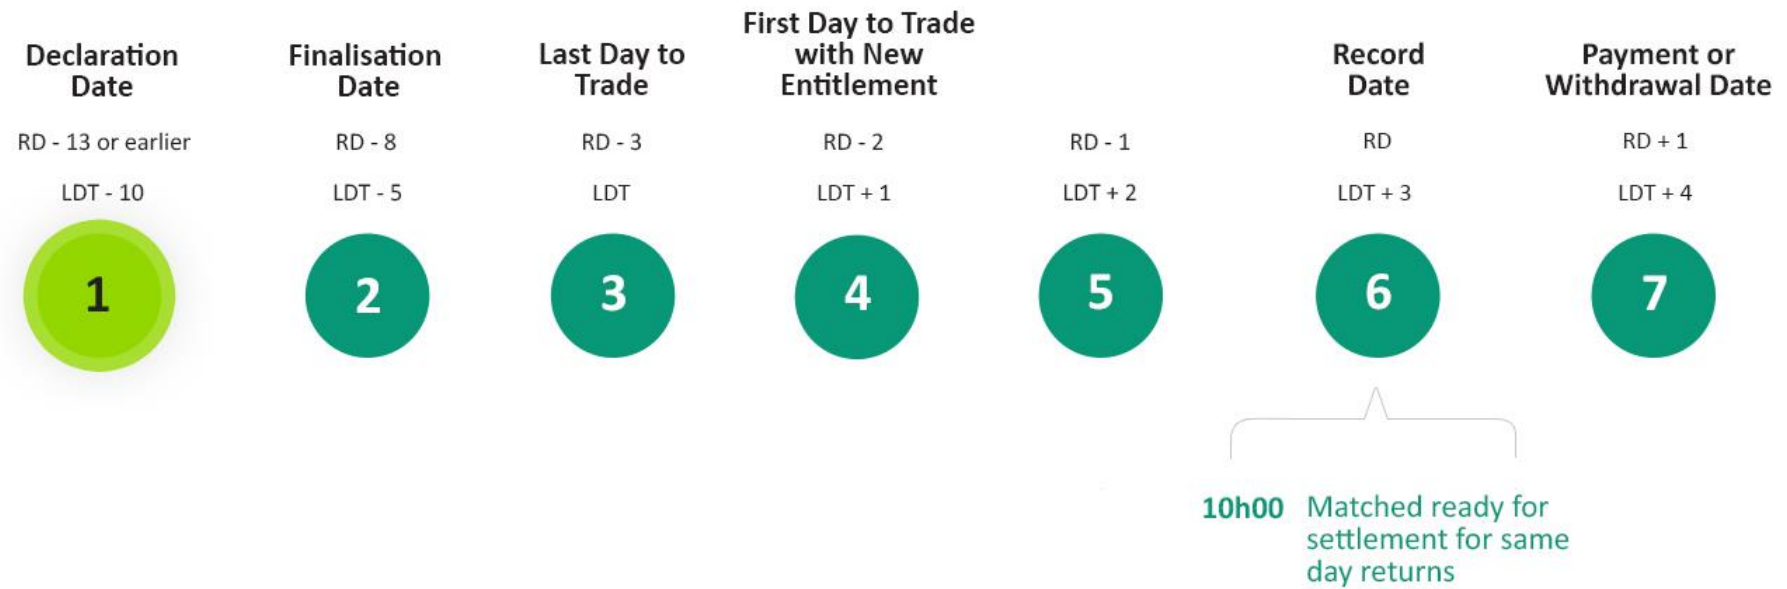 Declaration
Date
RD - 13 or earlier
LDT - 10
1
Finalisation
Date
RD - 8
LDT - 5
2
Last Day to
Trade
RD - 3
LDT
3
First Day to Trade
with New
Entitlement
RD - 2
LDT + 1
4
RD - 1
LDT + 2
5
Record
Date
RD
LDT + 3
6
10h00 Matched ready for
settlement for same
day returns
Payment or
Withdrawal Date
RD + 1
LDT + 4
7